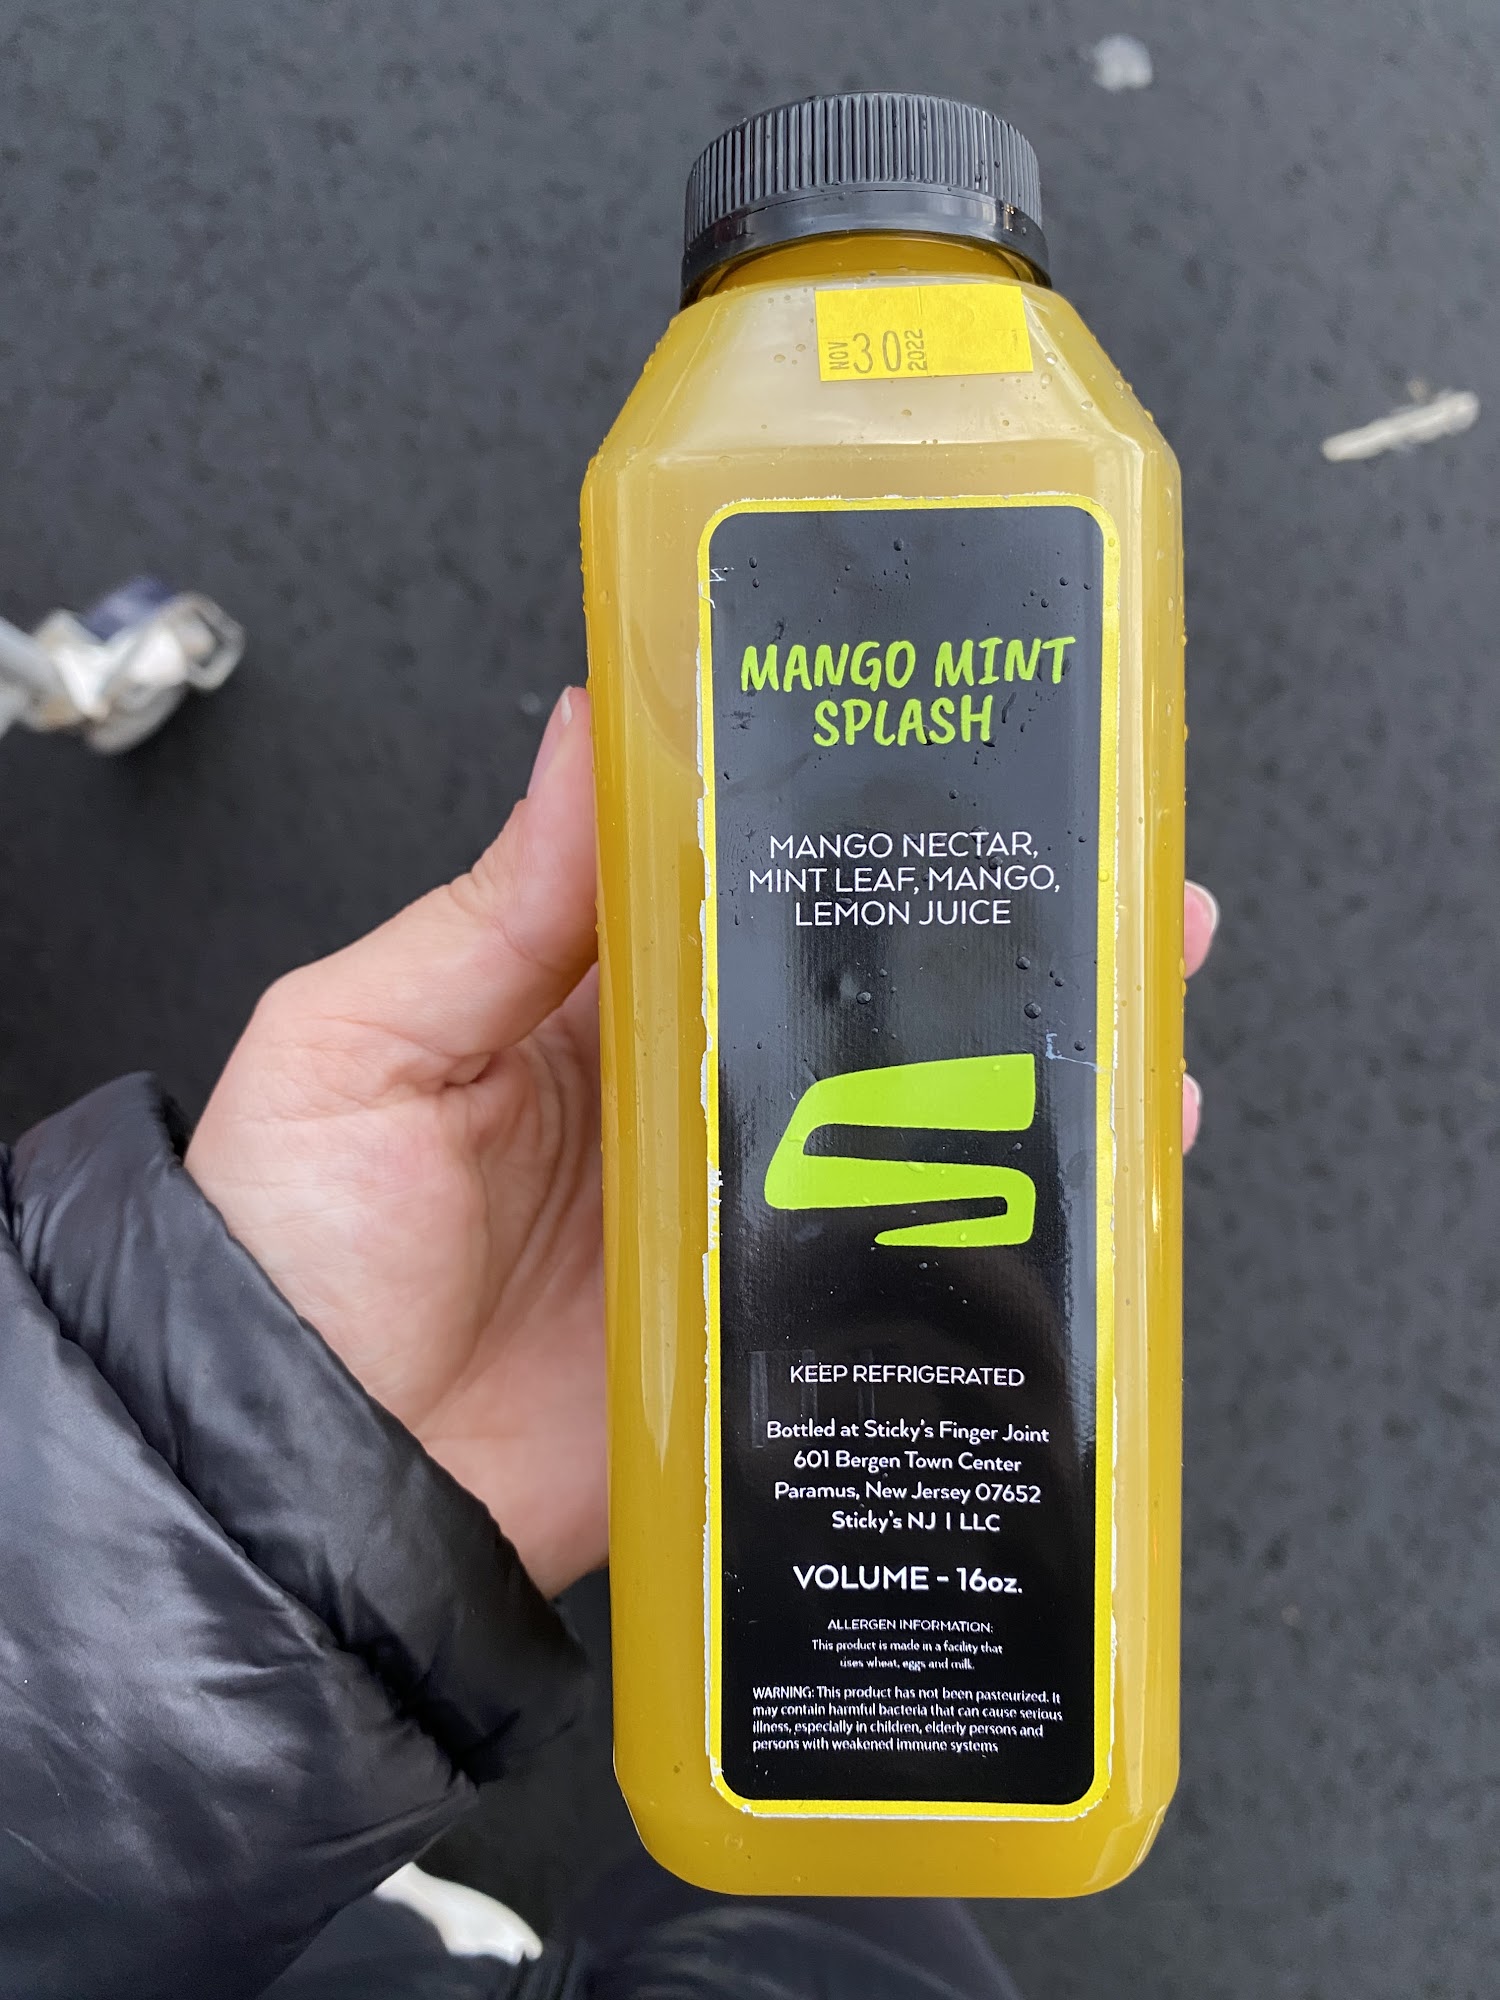 NOV 30 2022
MANGO MINT
SPLASH
MANGO NECTAR,
MINT LEAF, MANGO,
LEMON JUICE
KEEP REFRIGERATED
Bottled at Sticky's Finger Joint
601 Bergen Town Center
Paramus, New Jersey 07652
Sticky's NJ I LLC
VOLUME - 16oz.
ALLERGEN INFORMATION:
This product is made in a facility that
uses wheat, eggs and milk.
WARNING: This product has not been pasteurized. It
may contain harmful bacteria that can cause serious
illness, especially in children, elderly persons and
persons with weakened immune systems